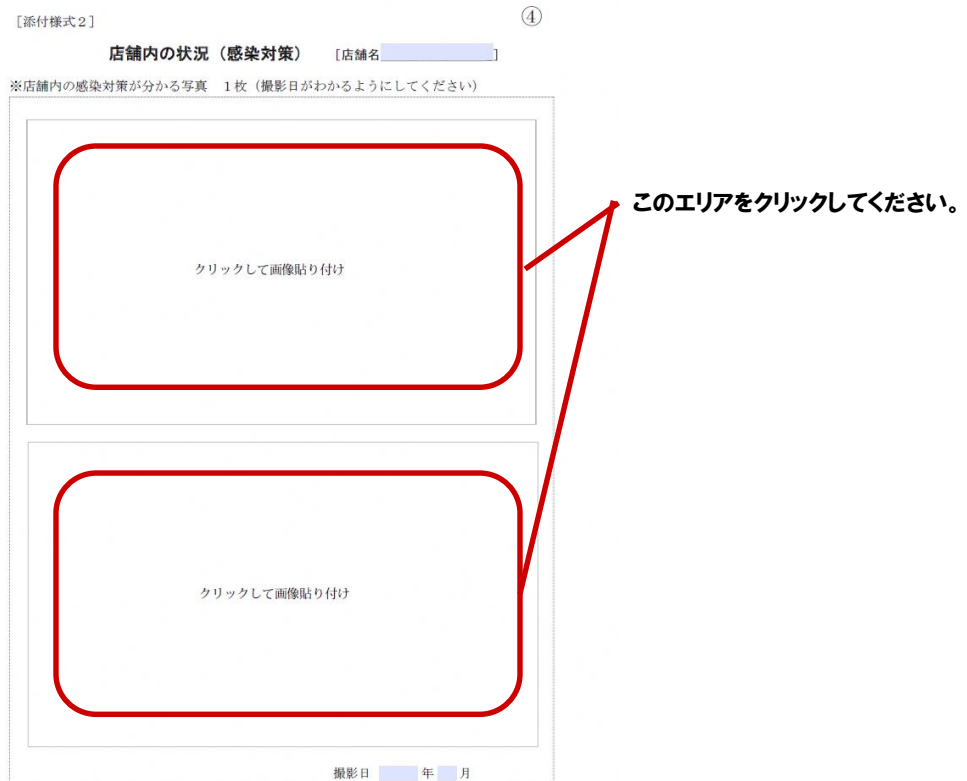 [添付様式2]
④
店舗内の状況（感染対策） [店舗名 ]
※店舗内の感染対策が分かる写真　1枚（撮影日がわかるようにしてください）
クリックして画像貼り付け
このエリアをクリックしてください。
クリックして画像貼り付け
撮影日 年 月